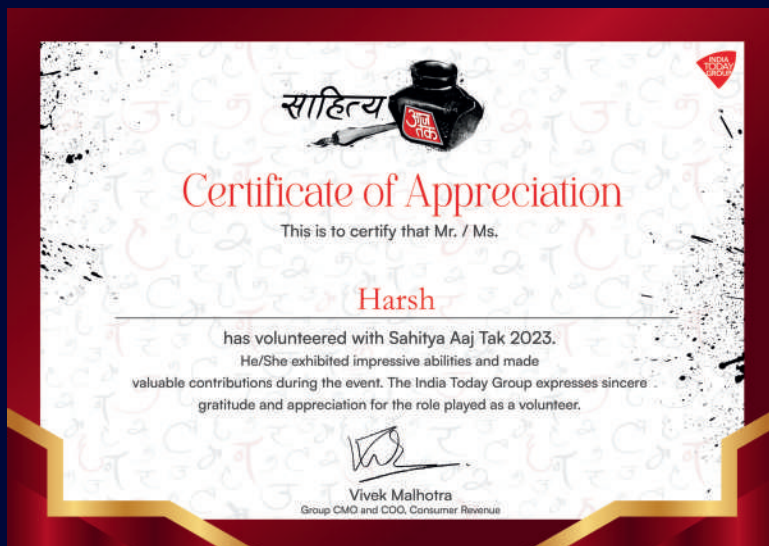 INDIA
TODAY
GROUP
साहित्य
आज
तक
Certificate of Appreciation
This is to certify that Mr. / Ms.
Harsh
has volunteered with Sahitya Aaj Tak 2023.
He/She exhibited impressive abilities and made
valuable contributions during the event. The India Today Group expresses sincere
gratitude and appreciation for the role played as a volunteer.
Vivek Malhotra
Group CMO and COO, Consumer Revenue